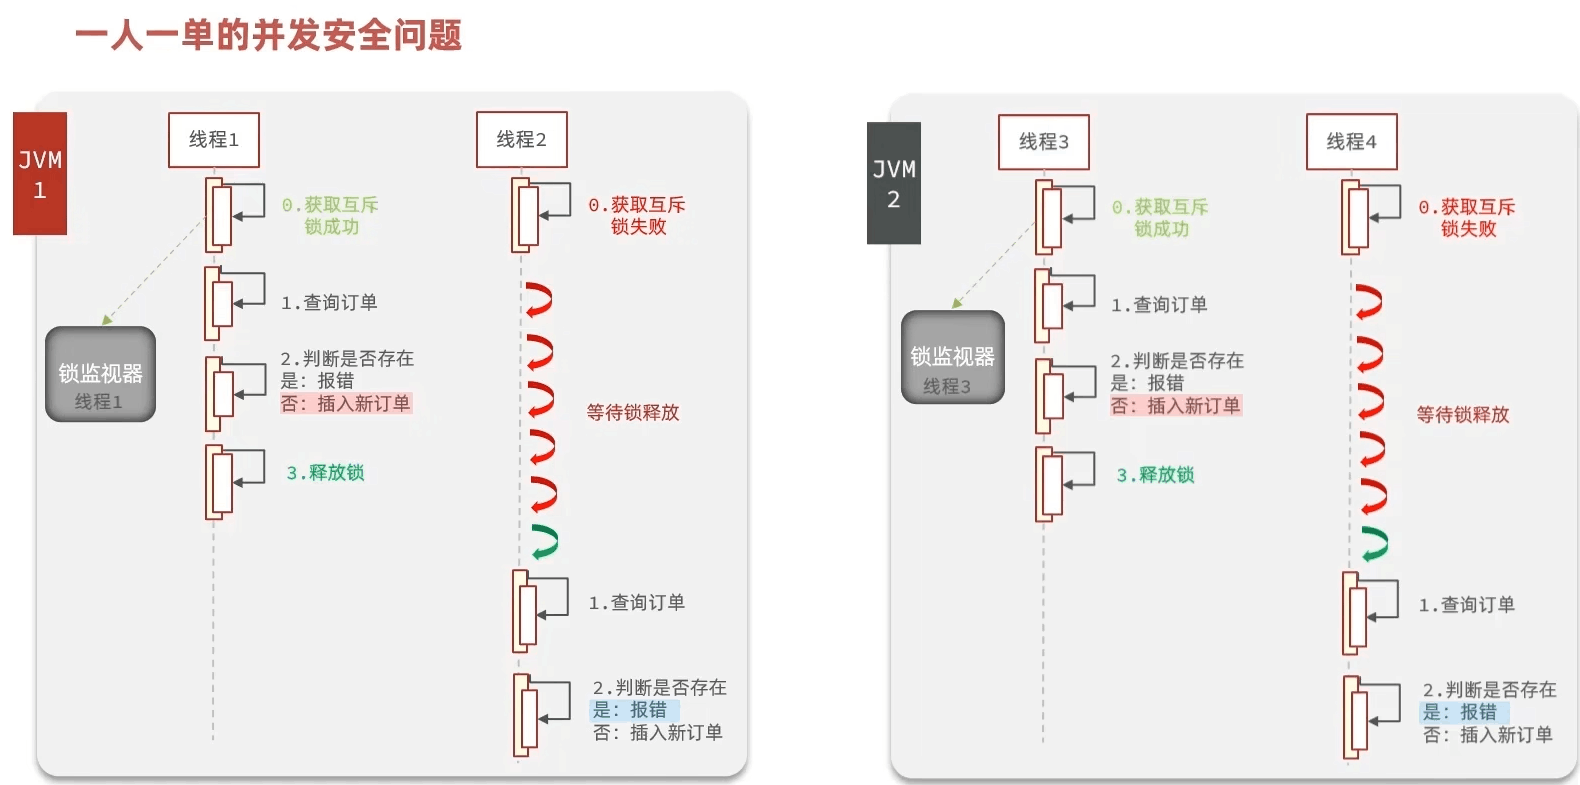 一人一单的并发安全问题
JVM
1
线程1
线程2
0.获取互斥
锁成功
0.获取互斥
锁失败
1.查询订单
锁监视器
线程1
2.判断是否存在
是: 报错
否: 插入新订单
等待锁释放
3.释放锁
1.查询订单
2.判断是否存在
是: 报错
否: 插入新订单
JVM
2
线程3
线程4
0.获取互斥
锁成功
0.获取互斥
锁失败
1.查询订单
锁监视器
线程3
2.判断是否存在
是: 报错
否: 插入新订单
等待锁释放
3.释放锁
1.查询订单
2.判断是否存在
是: 报错
否: 插入新订单